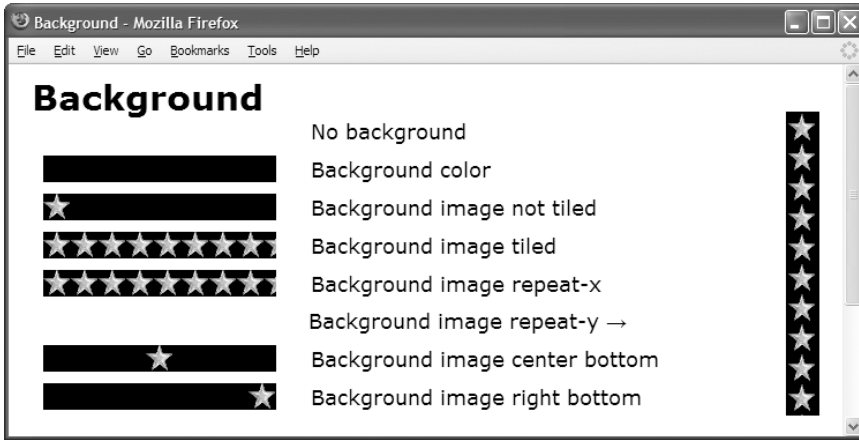 Background - Mozilla Firefox
File Edit View Go Bookmarks Tools Help
Background
No background
Background color
Background image not tiled
Background image tiled
Background image repeat-x
Background image repeat-y →
Background image center bottom
Background image right bottom